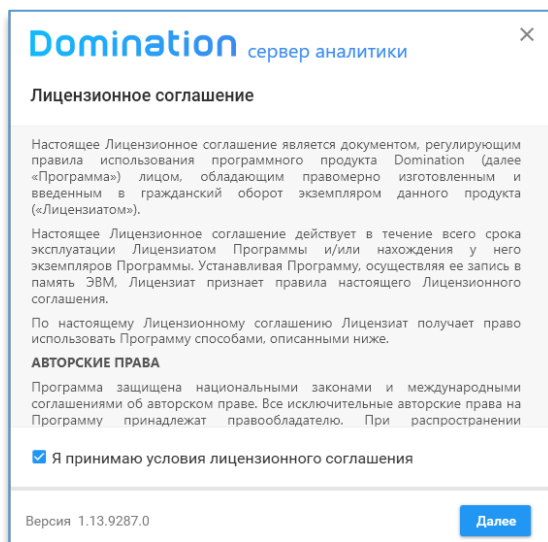 Domination сервер аналитики
Лицензионное соглашение
Настоящее Лицензионное соглашение является документом, регулирующим
правила использования программного продукта Domination (далее
«Программа») лицом, обладающим правомерно изготовленным и
введенным в гражданский оборот экземпляром данного продукта
(«Лицензиатом»).
Настоящее Лицензионное соглашение действует в течение всего срока
эксплуатации Лицензиатом Программы и/или нахождения у него
экземпляров Программы. Устанавливая Программу, осуществляя ее запись в
память ЭВМ, Лицензиат признает правила настоящего Лицензионного
соглашения.
По настоящему Лицензионному соглашению Лицензиат получает право
использовать Программу способами, описанными ниже.
АВТОРСКИЕ ПРАВА
Программа защищена национальными законами и международными
соглашениями об авторском праве. Все исключительные авторские права на
Программу принадлежат правообладателю. При распространении
Я принимаю условия лицензионного соглашения
Версия 1.13.9287.0
Далее